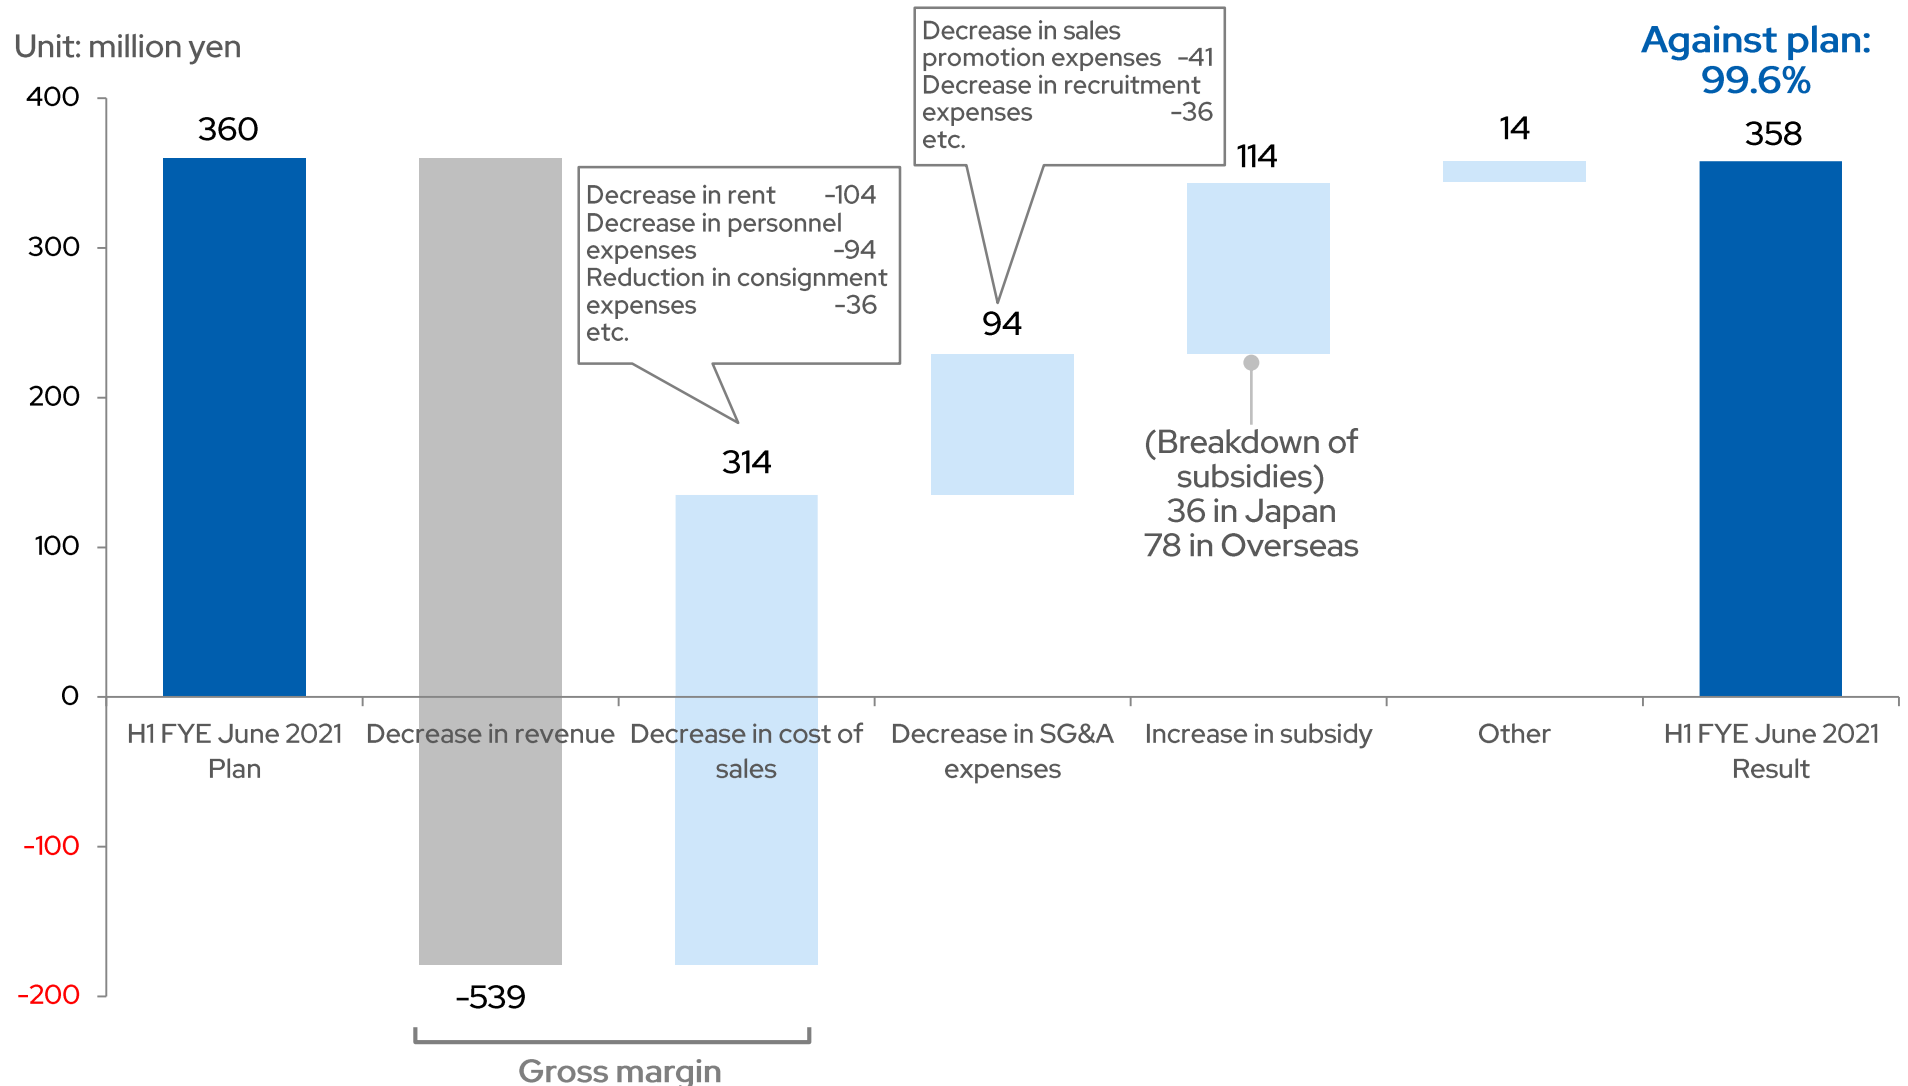 Unit: million yen
Against plan:
99.6%
400
300
200
100
0
-100
-200
360
-539
Decrease in rent -104
Decrease in personnel
expenses -94
Reduction in consignment
expenses -36
etc.
314
Decrease in sales
promotion expenses -41
Decrease in recruitment
expenses -36
etc.
94
114
(Breakdown of
subsidies)
36 in Japan
78 in Overseas
14
358
H1 FYE June 2021
Plan
Decrease in revenue
Decrease in cost of
sales
Decrease in SG&A
expenses
Increase in subsidy
Other
H1 FYE June 2021
Result
Gross margin